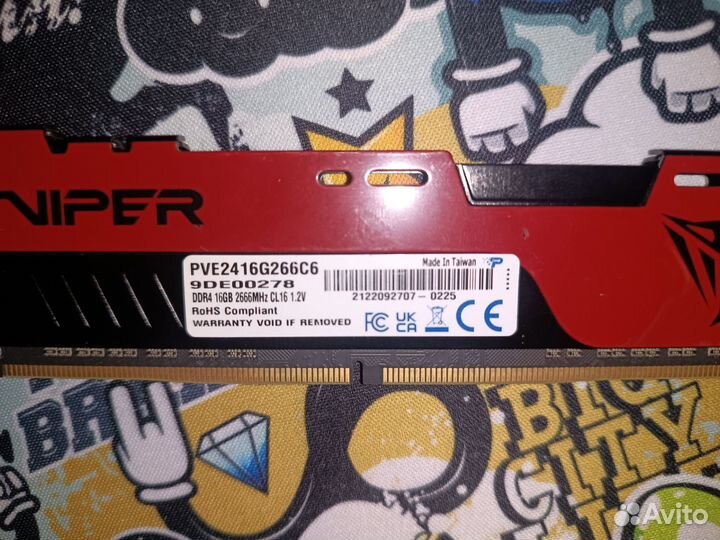 VIPER
PVE2416G266C6
9DE00278
DDR4 16GB 2666MHz CL16 1.2V
RoHS Compliant
WARRANTY VOID IF REMOVED
Made In Taiwan
P
2122092707-0225
FC UK CA CE
BIG
CITY
Avito